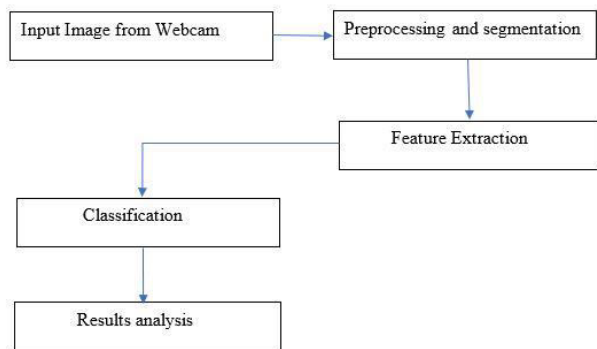 Input Image from Webcam
Preprocessing and segmentation
Feature Extraction
Classification
Results analysis